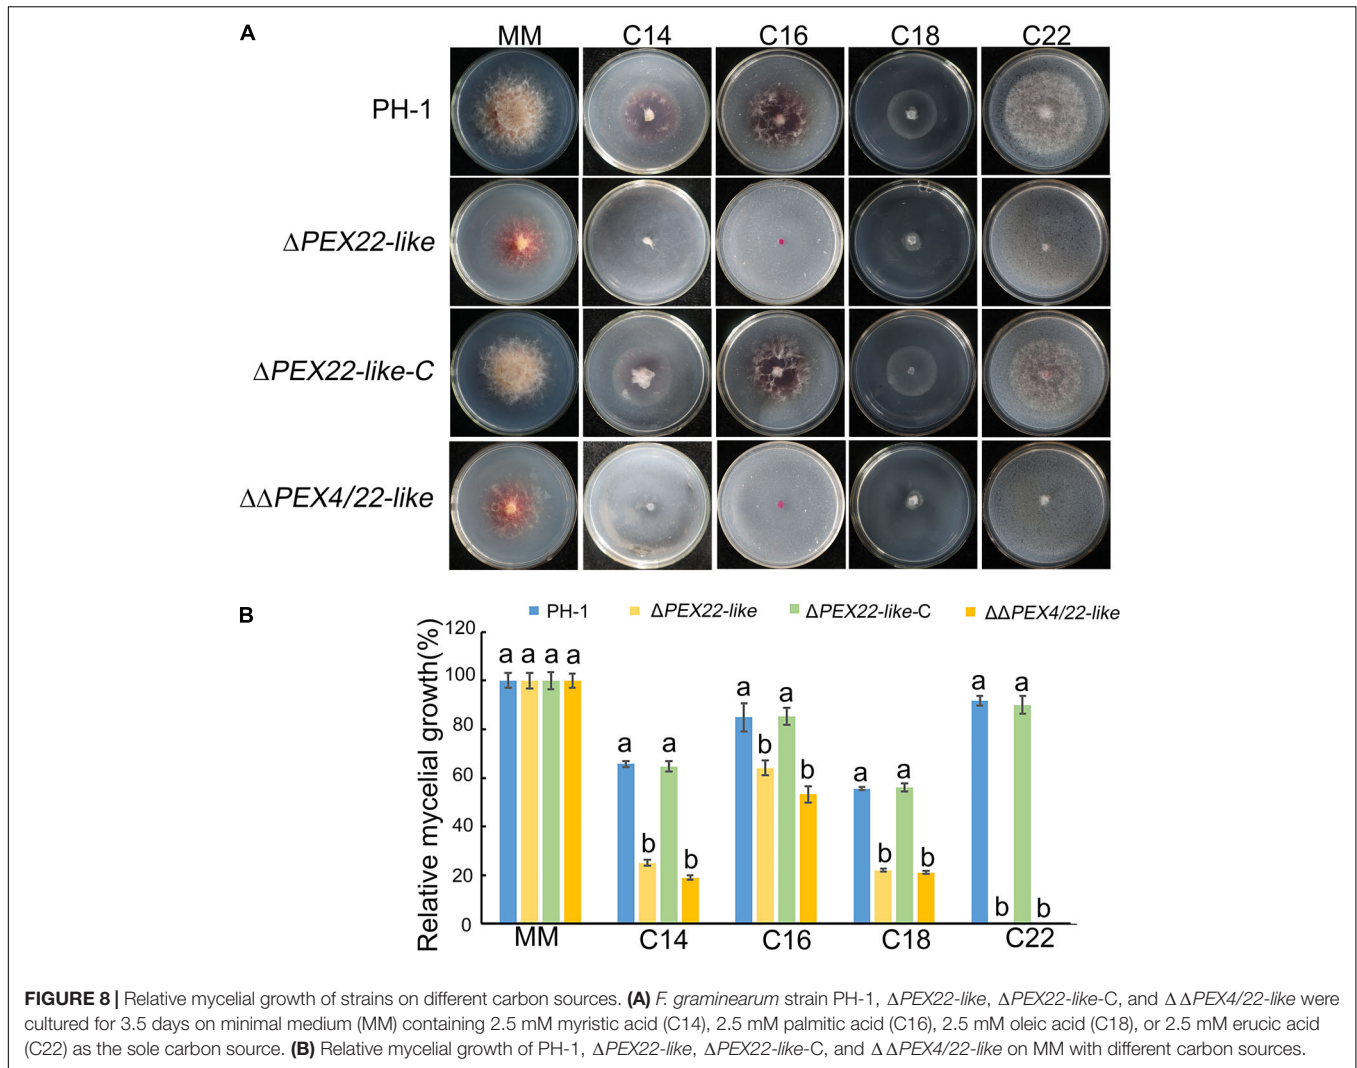 A
MM C14 C16 C18 C22
PH-1
ΔPEX22-like
ΔPEX22-like-C
ΔΔPEX4/22-like
B
PH-1 ΔPEX22-like ΔPEX22-like-C ΔΔPEX4/22-like
Relative mycelial growth(%)
120
100
80
60
40
20
0
a a a a
a b a b
a b a b
a b a b
a b a b
MM C14 C16 C18 C22
FIGURE 8 | Relative mycelial growth of strains on different carbon sources. (A) F. graminearum strain PH-1, ΔPEX22-like, ΔPEX22-like-C, and ΔΔPEX4/22-like were
cultured for 3.5 days on minimal medium (MM) containing 2.5 mM myristic acid (C14), 2.5 mM palmitic acid (C16), 2.5 mM oleic acid (C18), or 2.5 mM erucic acid
(C22) as the sole carbon source. (B) Relative mycelial growth of PH-1, ΔPEX22-like, ΔPEX22-like-C, and ΔΔPEX4/22-like on MM with different carbon sources.